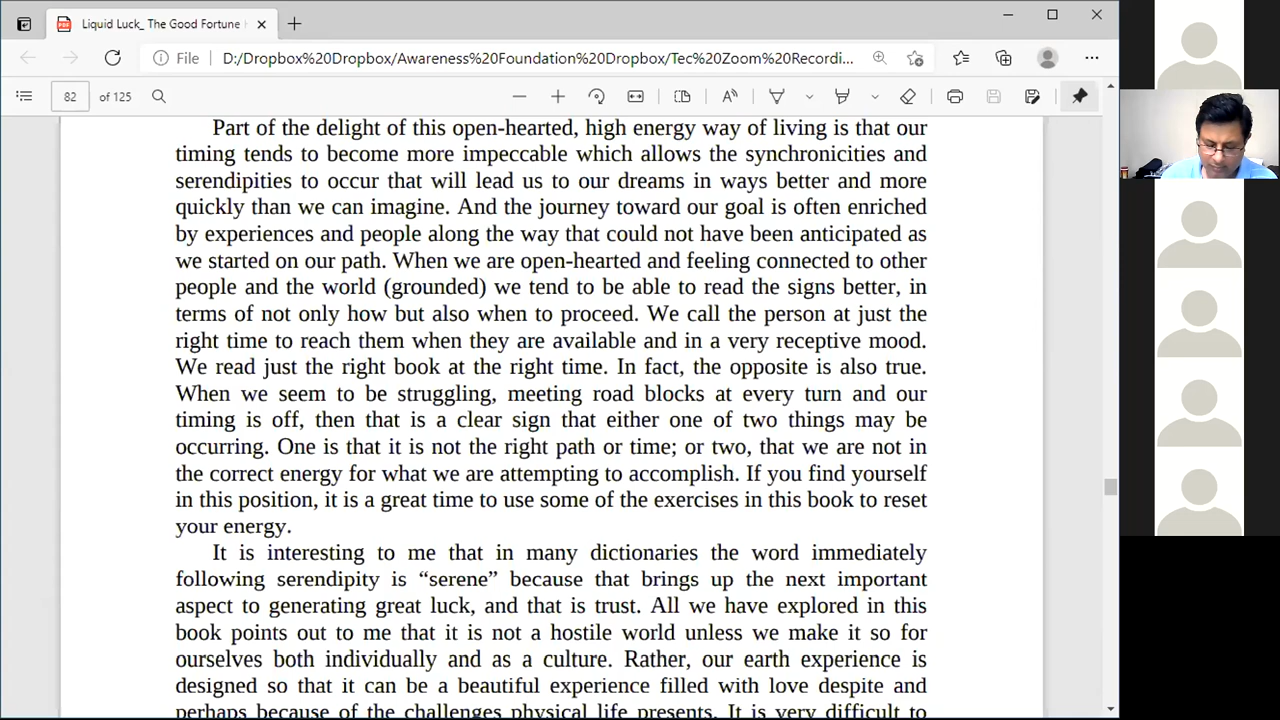 Liquid Luck_ The Good Fortune
File D:/Dropbox%20Dropbox/Awareness%20Foundation%20Dropbox/Tec%20Zoom%20Recordi...
82 of 125
Part of the delight of this open-hearted, high energy way of living is that our
timing tends to become more impeccable which allows the synchronicities and
serendipities to occur that will lead us to our dreams in ways better and more
quickly than we can imagine. And the journey toward our goal is often enriched
by experiences and people along the way that could not have been anticipated as
we started on our path. When we are open-hearted and feeling connected to other
people and the world (grounded) we tend to be able to read the signs better, in
terms of not only how but also when to proceed. We call the person at just the
right time to reach them when they are available and in a very receptive mood.
We read just the right book at the right time. In fact, the opposite is also true.
When we seem to be struggling, meeting road blocks at every turn and our
timing is off, then that is a clear sign that either one of two things may be
occurring. One is that it is not the right path or time; or two, that we are not in
the correct energy for what we are attempting to accomplish. If you find yourself
in this position, it is a great time to use some of the exercises in this book to reset
your energy.
It is interesting to me that in many dictionaries the word immediately
following serendipity is “serene” because that brings up the next important
aspect to generating great luck, and that is trust. All we have explored in this
book points out to me that it is not a hostile world unless we make it so for
ourselves both individually and as a culture. Rather, our earth experience is
designed so that it can be a beautiful experience filled with love despite and
perhaps because of the challenges physical life presents. It is very difficult to